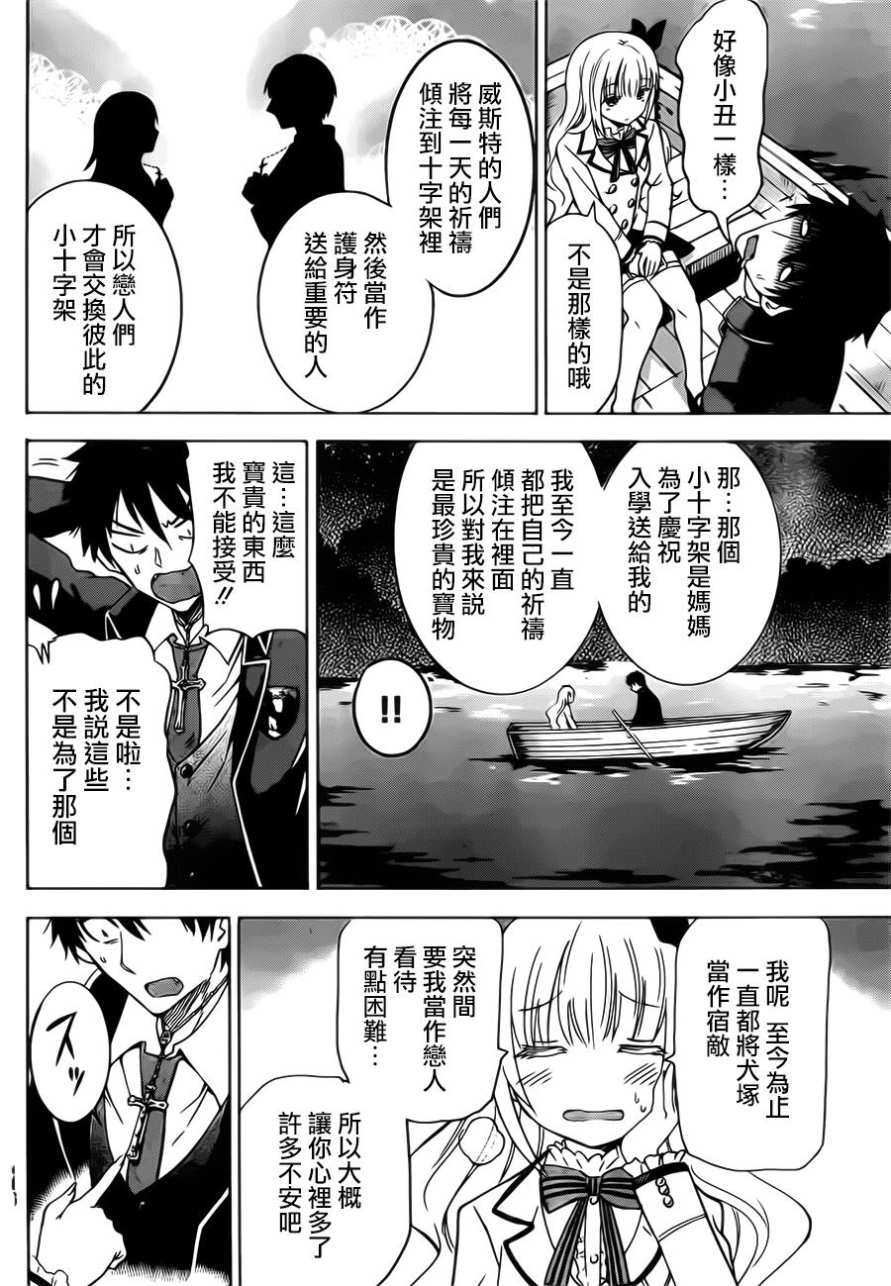 好像小丑一樣…
不是那樣的哦
威斯特的人們
將每一天的祈禱
傾注到十字架裡
然後當作
護身符
送給重要的人
所以戀人們
才會交換彼此的
小十字架
那…那個
小十字架是媽媽
為了慶祝
入學送給我的
我至今一直
都把自己的祈禱
傾注在裡面
所以對我來說
是最珍貴的寶物
!!
這…這麼
寶貴的東西
我不能接受!!
不是啦…
我說這些
不是為了那個
我呢 至今為止
一直都將犬塚
當作宿敵
突然間
要我當作戀人
看待
有點困難…
所以大概
讓你心裡多了
許多不安吧
スッ